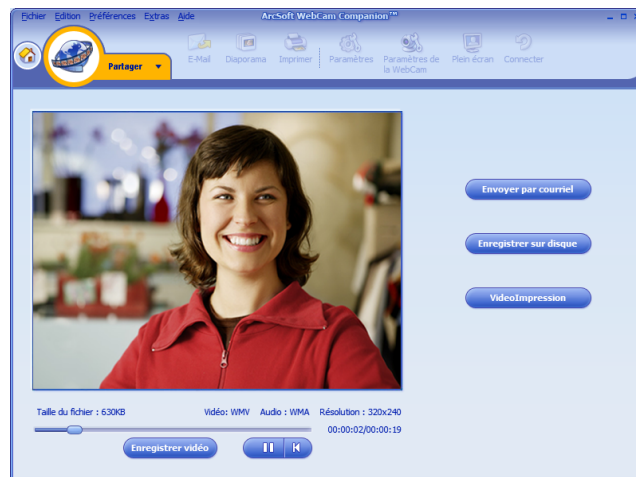 Fichier Edition Préférences Extras Aide ArcSoft WebCam Companion™
Partager
E-Mail Diaporama Imprimer Paramètres Paramètres de la WebCam Plein écran Connecter
Envoyer par courriel
Enregistrer sur disque
VideoImpression
Taille du fichier : 630KB Vidéo: WMV Audio : WMA Résolution : 320x240
00:00:02/00:00:19
Enregistrer vidéo